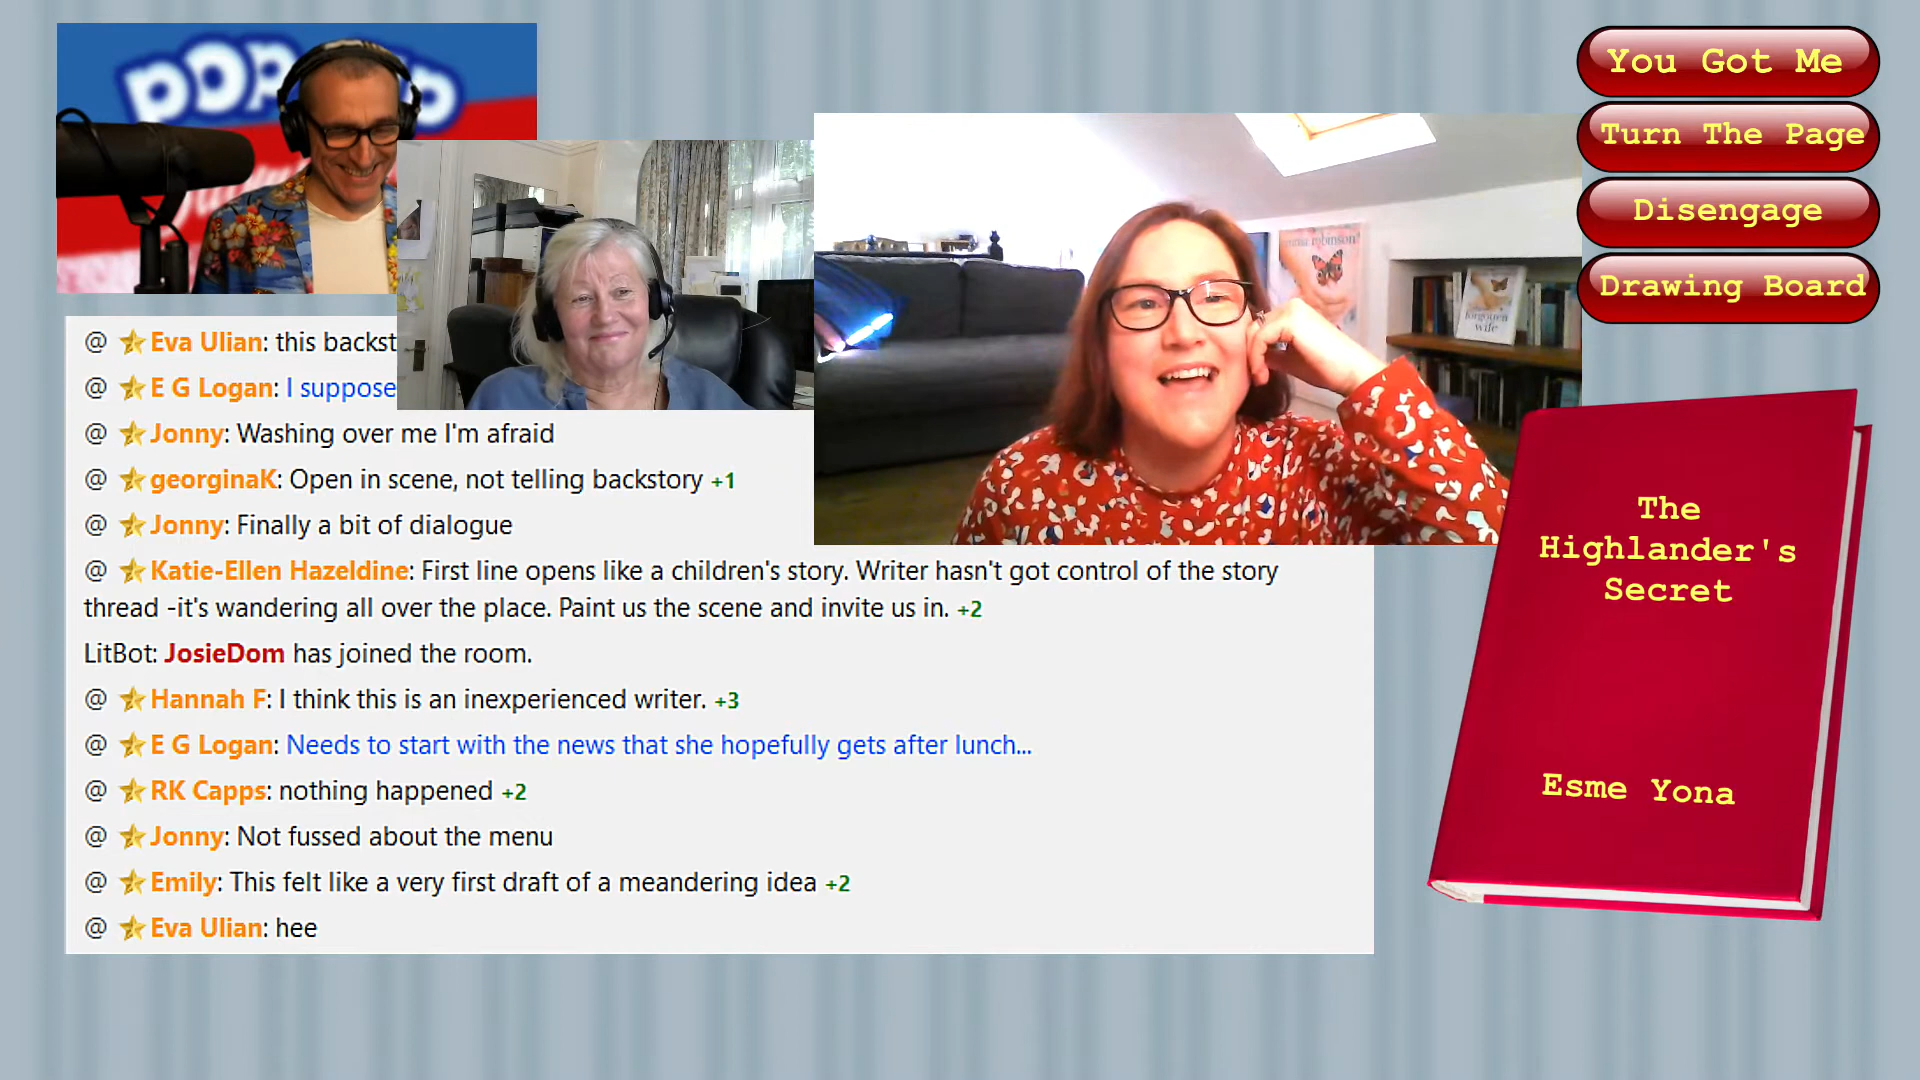 POP
You Got Me
Turn The Page
Disengage
Drawing Board
robinson
forgotten
wife
@ Eva Ulian: this backst
@ E G Logan: I suppose
@ Jonny: Washing over me I'm afraid
@ georginaK: Open in scene, not telling backstory +1
@ Jonny: Finally a bit of dialogue
@ Katie-Ellen Hazeldine: First line opens like a children's story. Writer hasn't got control of the story
thread -it's wandering all over the place. Paint us the scene and invite us in. +2
LitBot: JosieDom has joined the room.
@ Hannah F: I think this is an inexperienced writer. +3
@ E G Logan: Needs to start with the news that she hopefully gets after lunch...
@ RK Capps: nothing happened +2
@ Jonny: Not fussed about the menu
@ Emily: This felt like a very first draft of a meandering idea +2
@ Eva Ulian: hee
The
Highlander's
Secret
Esme Yona